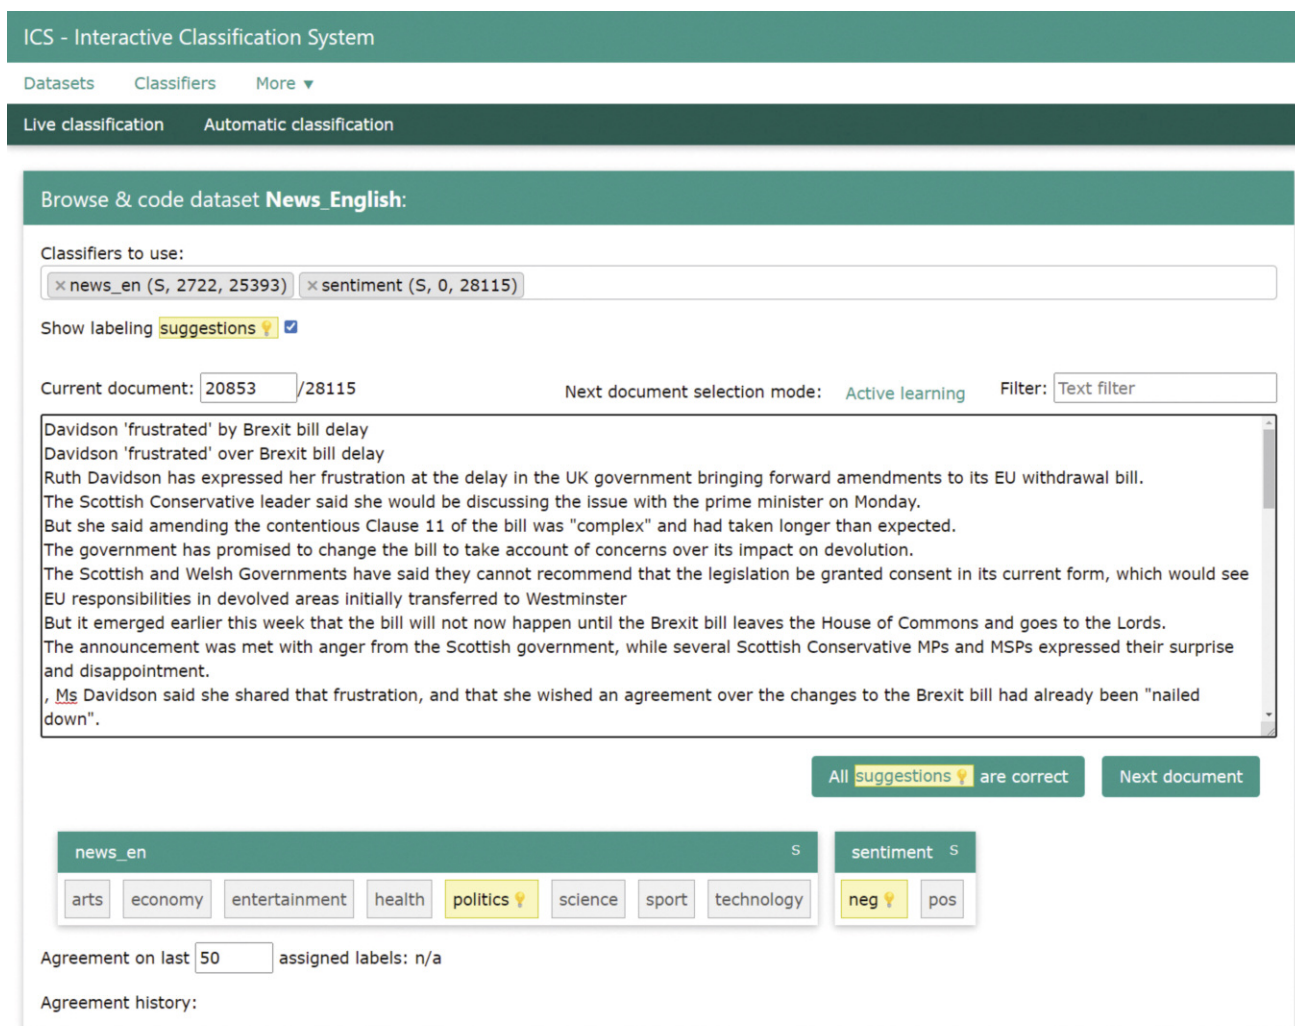 ICS - Interactive Classification System
Datasets Classifiers More ▼
Live classification Automatic classification
Browse & code dataset News_English:
Classifiers to use:
× news_en (S, 2722, 25393) × sentiment (S, 0, 28115)
Show labeling suggestions
Current document: 20853 /28115 Next document selection mode: Active learning Filter: Text filter
Davidson 'frustrated' by Brexit bill delay
Davidson 'frustrated' over Brexit bill delay
Ruth Davidson has expressed her frustration at the delay in the UK government bringing forward amendments to its EU withdrawal bill.
The Scottish Conservative leader said she would be discussing the issue with the prime minister on Monday.
But she said amending the contentious Clause 11 of the bill was "complex" and had taken longer than expected.
The government has promised to change the bill to take account of concerns over its impact on devolution.
The Scottish and Welsh Governments have said they cannot recommend that the legislation be granted consent in its current form, which would see
EU responsibilities in devolved areas initially transferred to Westminster
But it emerged earlier this week that the bill will not now happen until the Brexit bill leaves the House of Commons and goes to the Lords.
The announcement was met with anger from the Scottish government, while several Scottish Conservative MPs and MSPs expressed their surprise
and disappointment.
, Ms Davidson said she shared that frustration, and that she wished an agreement over the changes to the Brexit bill had already been "nailed
down".
All suggestions are correct Next document
news_en S sentiment S
arts economy entertainment health politics science sport technology neg pos
Agreement on last 50 assigned labels: n/a
Agreement history: